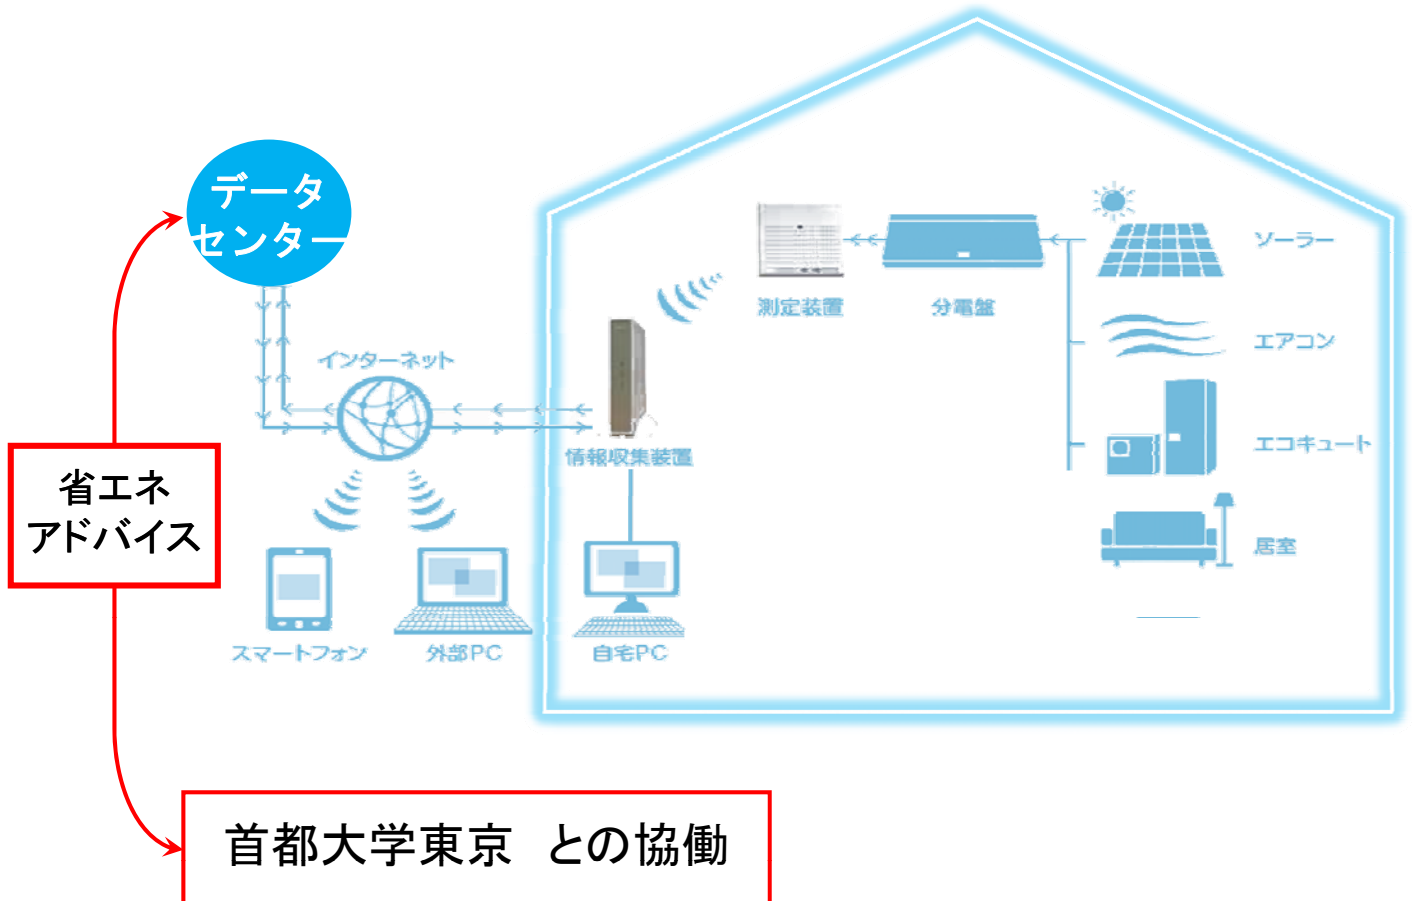 データ
センター
ソーラー
測定装置
分電盤
エアコン
インターネット
エコキュート
情報収集装置
省エネ
アドバイス
居室
スマートフォン
外部PC
自宅PC
首都大学東京　との協働